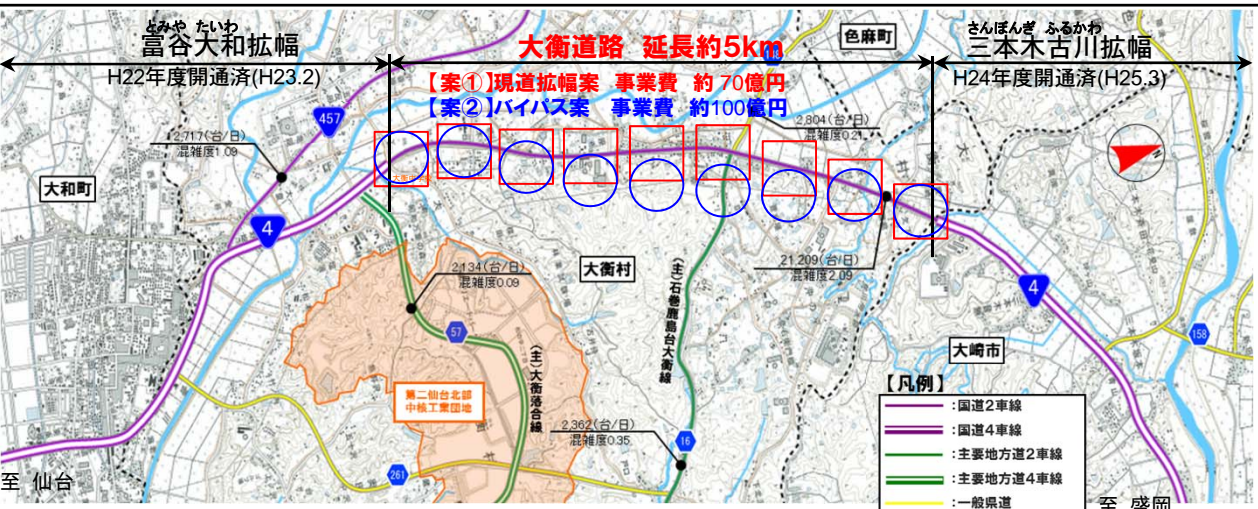 とみや たいわ
富谷大和拡幅
H22年度開通済(H23.2)
大衡道路 延長約5km
【案①】現道拡幅案 事業費 約 70億円
【案②】バイパス案 事業費 約100億円
色麻町
さんぼんぎ ふるかわ
三本木古川拡幅
H24年度開通済(H25.3)
2,717(台/日)
混雑度1.09
457
2,804(台/日)
混雑度0.21
大和町
4
大衡村
2,134(台/日)
混雑度0.09
21,209(台/日)
混雑度2.09
57
(主)大衡落合線
(主)石巻鹿島台大衡線
4
158
大崎市
第二仙台北部
中核工業団地
2,362(台/日)
混雑度0.35
16
261
【凡例】
:国道2車線
:国道4車線
:主要地方道2車線
:主要地方道4車線
:一般県道
至 仙台
至 盛岡